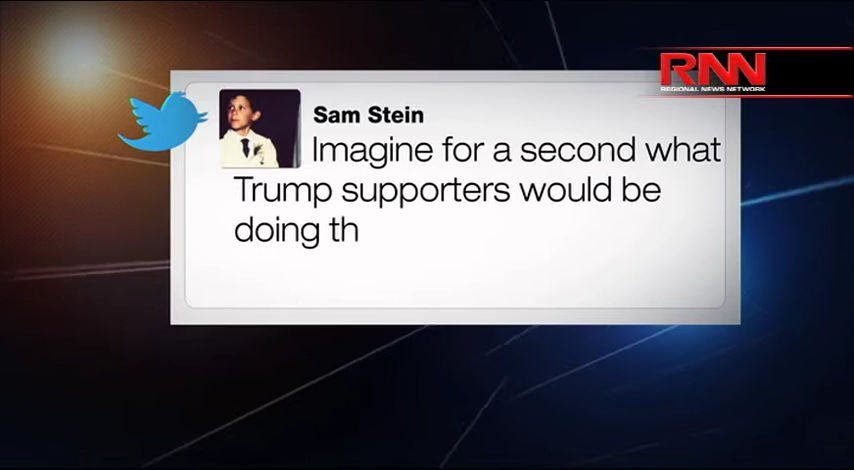 RNN
REGIONAL NEWS NETWORK
Sam Stein
Imagine for a second what
Trump supporters would be
doing th